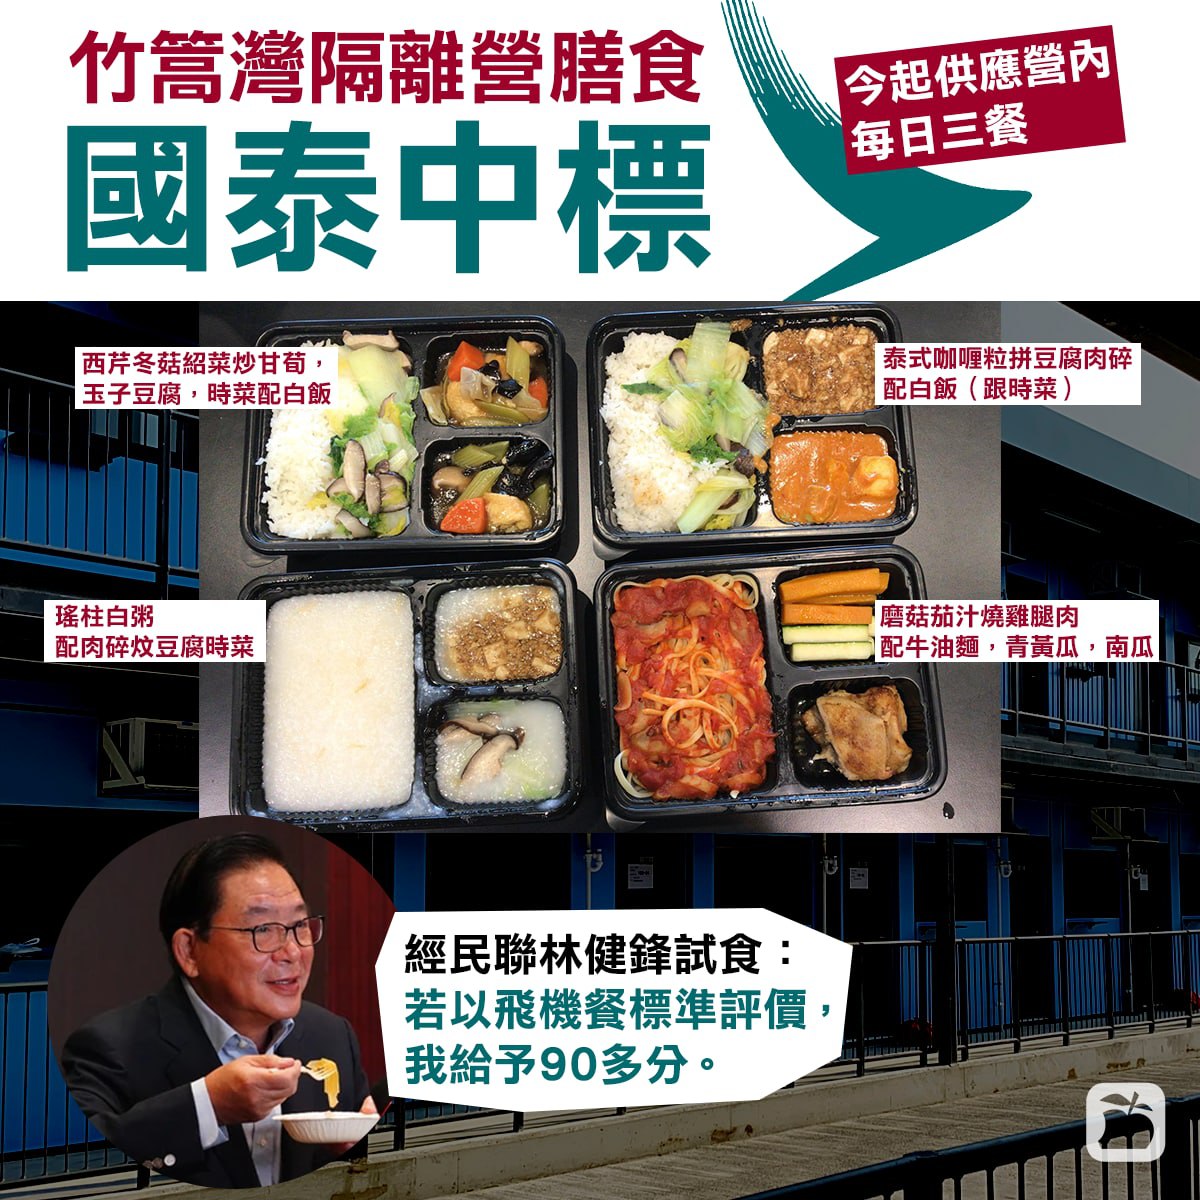 竹篙灣隔離營膳食
國泰中標
今起供應營內
每日三餐
西芹冬菇紹菜炒甘荀，
玉子豆腐，時菜配白飯
泰式咖喱粒拼豆腐肉碎
配白飯（跟時菜）
瑤柱白粥
配肉碎炆豆腐時菜
磨菇茄汁燒雞腿肉
配牛油麵，青黃瓜，南瓜
經民聯林健鋒試食：
若以飛機餐標準評價，
我給予90多分。